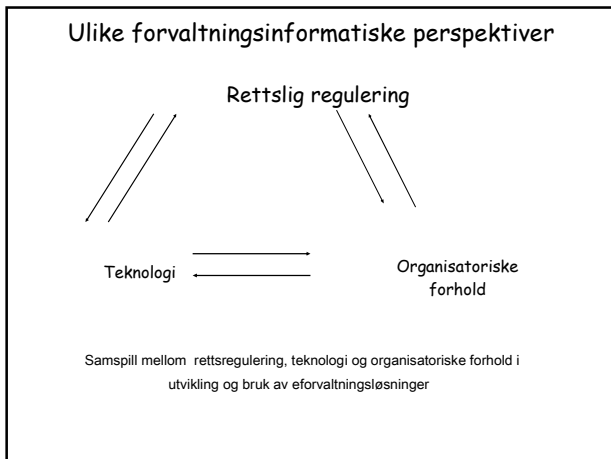 Ulike forvaltningsinformatiske perspektiver
Rettslig regulering
Teknologi
Organisatoriske
forhold
Samspill mellom rettsregulering, teknologi og organisatoriske forhold i
utvikling og bruk av eforvaltningsløsninger